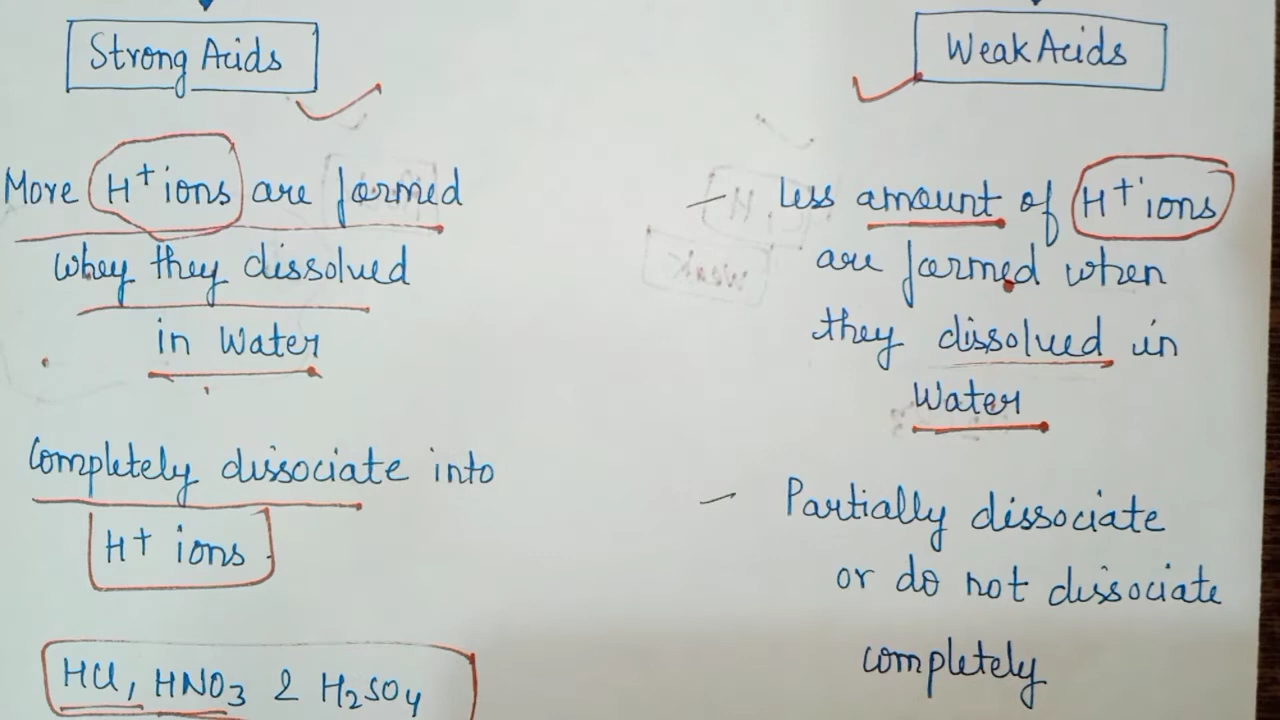 Strong Acids
More H+ ions are formed
whey they dissolved
in Water
Completely dissociate into
H+ ions
HCl, HNO3 & H2SO4
Weak Acids
- Less amount of H+ ions
are formed when
they dissolved in
Water
- Partially dissociate
or do not dissociate
completely